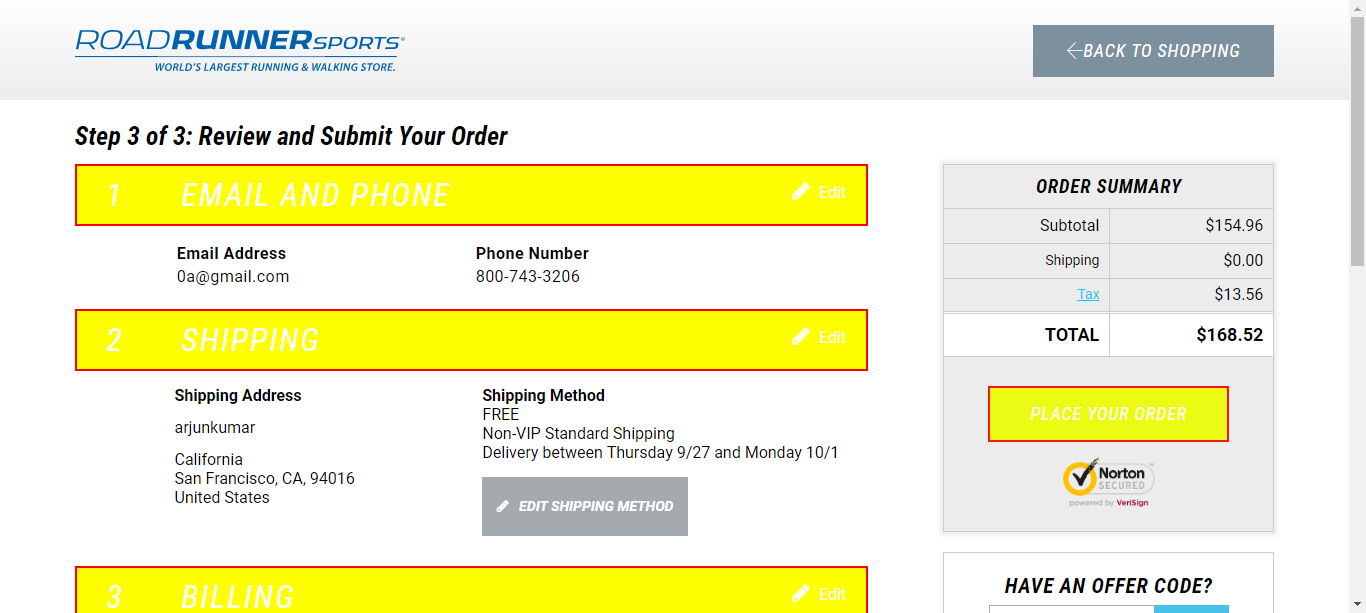 ROADRUNNERSPORTS®
WORLD'S LARGEST RUNNING & WALKING STORE.
BACK TO SHOPPING
Step 3 of 3: Review and Submit Your Order
1 EMAIL AND PHONE Edit
Email Address Phone Number
0a@gmail.com 800-743-3206
2 SHIPPING Edit
Shipping Address Shipping Method
FREE
arjunkumar Non-VIP Standard Shipping
Delivery between Thursday 9/27 and Monday 10/1
California
San Francisco, CA, 94016
United States
EDIT SHIPPING METHOD
3 BILLING Edit
ORDER SUMMARY
Subtotal $154.96
Shipping $0.00
Tax $13.56
TOTAL $168.52
PLACE YOUR ORDER
Norton
SECURED
powered by VeriSign
HAVE AN OFFER CODE?